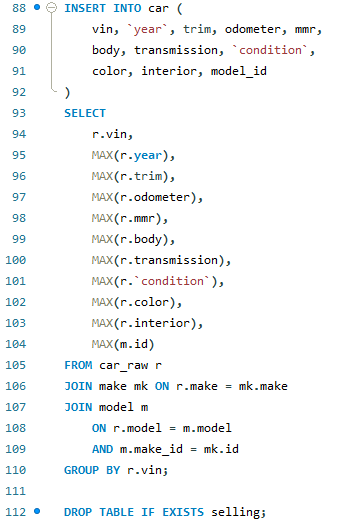 88 INSERT INTO car (
89 vin, `year`, trim, odometer, mmr,
90 body, transmission, `condition`,
91 color, interior, model_id
92 )
93 SELECT
94 r.vin,
95 MAX(r.year),
96 MAX(r.trim),
97 MAX(r.odometer),
98 MAX(r.mmr),
99 MAX(r.body),
100 MAX(r.transmission),
101 MAX(r.`condition`),
102 MAX(r.color),
103 MAX(r.interior),
104 MAX(m.id)
105 FROM car_raw r
106 JOIN make mk ON r.make = mk.make
107 JOIN model m
108 ON r.model = m.model
109 AND m.make_id = mk.id
110 GROUP BY r.vin;
111
112 DROP TABLE IF EXISTS selling;